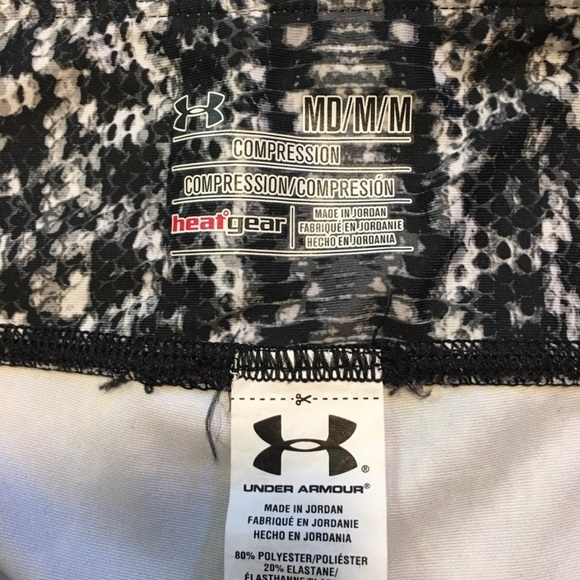 MD/M/M
COMPRESSION
COMPRESSION/COMPRESIÓN
heatgear
MADE IN JORDAN
FABRIQUÉ EN JORDANIE
HECHO EN JORDANIA
UNDER ARMOUR®
MADE IN JORDAN
FABRIQUÉ EN JORDANIE
HECHO EN JORDANIA
80% POLYESTER/POLIÉSTER
20% ELASTANE/